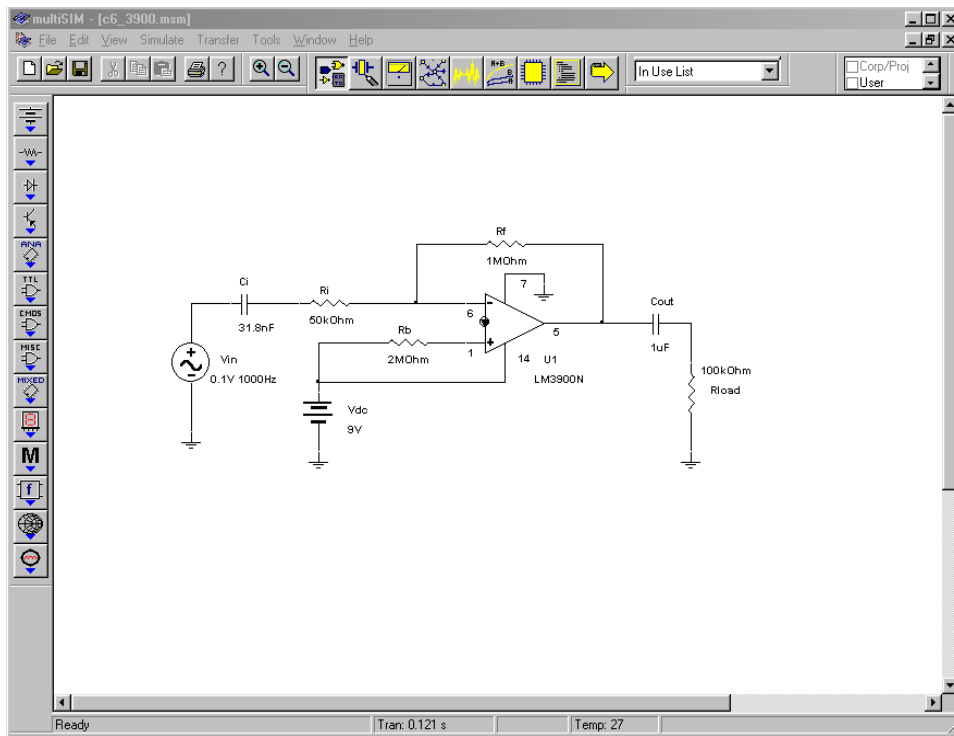 multiSIM - [c6_3900.msm]
File Edit View Simulate Transfer Tools Window Help
In Use List
Corp/Proj
User
ANA
TTL
CMOS
MISC
MIXED
M
f
A+B
B
A
?
Rf
1MOhm
7
Ci
31.8nF
Ri
50kOhm
6
Rb
2MOhm
1
14
U1
LM3900N
5
Cout
1uF
100kOhm
Rload
Vin
0.1V 1000Hz
Vdc
9V
Ready
Tran: 0.121 s
Temp: 27